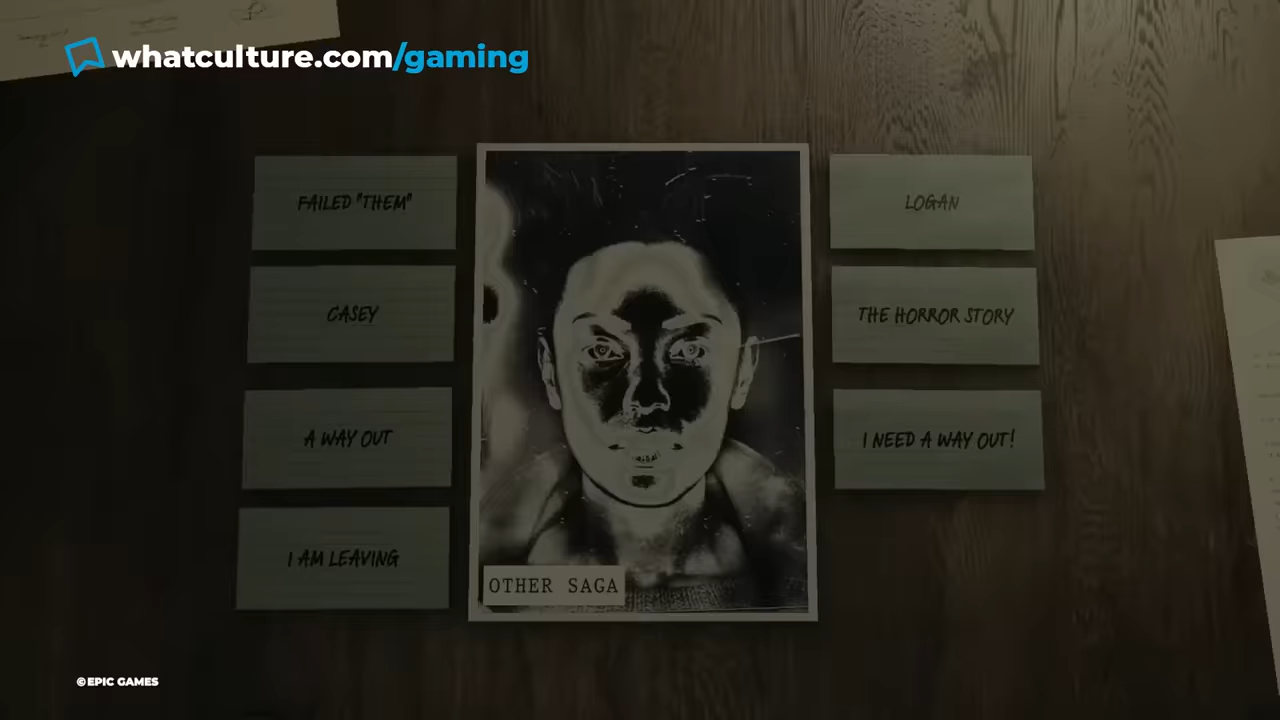 whatculture.com/gaming
FAILED "THEM"
CASEY
A WAY OUT
I AM LEAVING
OTHER SAGA
LOGAN
THE HORROR STORY
I NEED A WAY OUT!
©EPIC GAMES